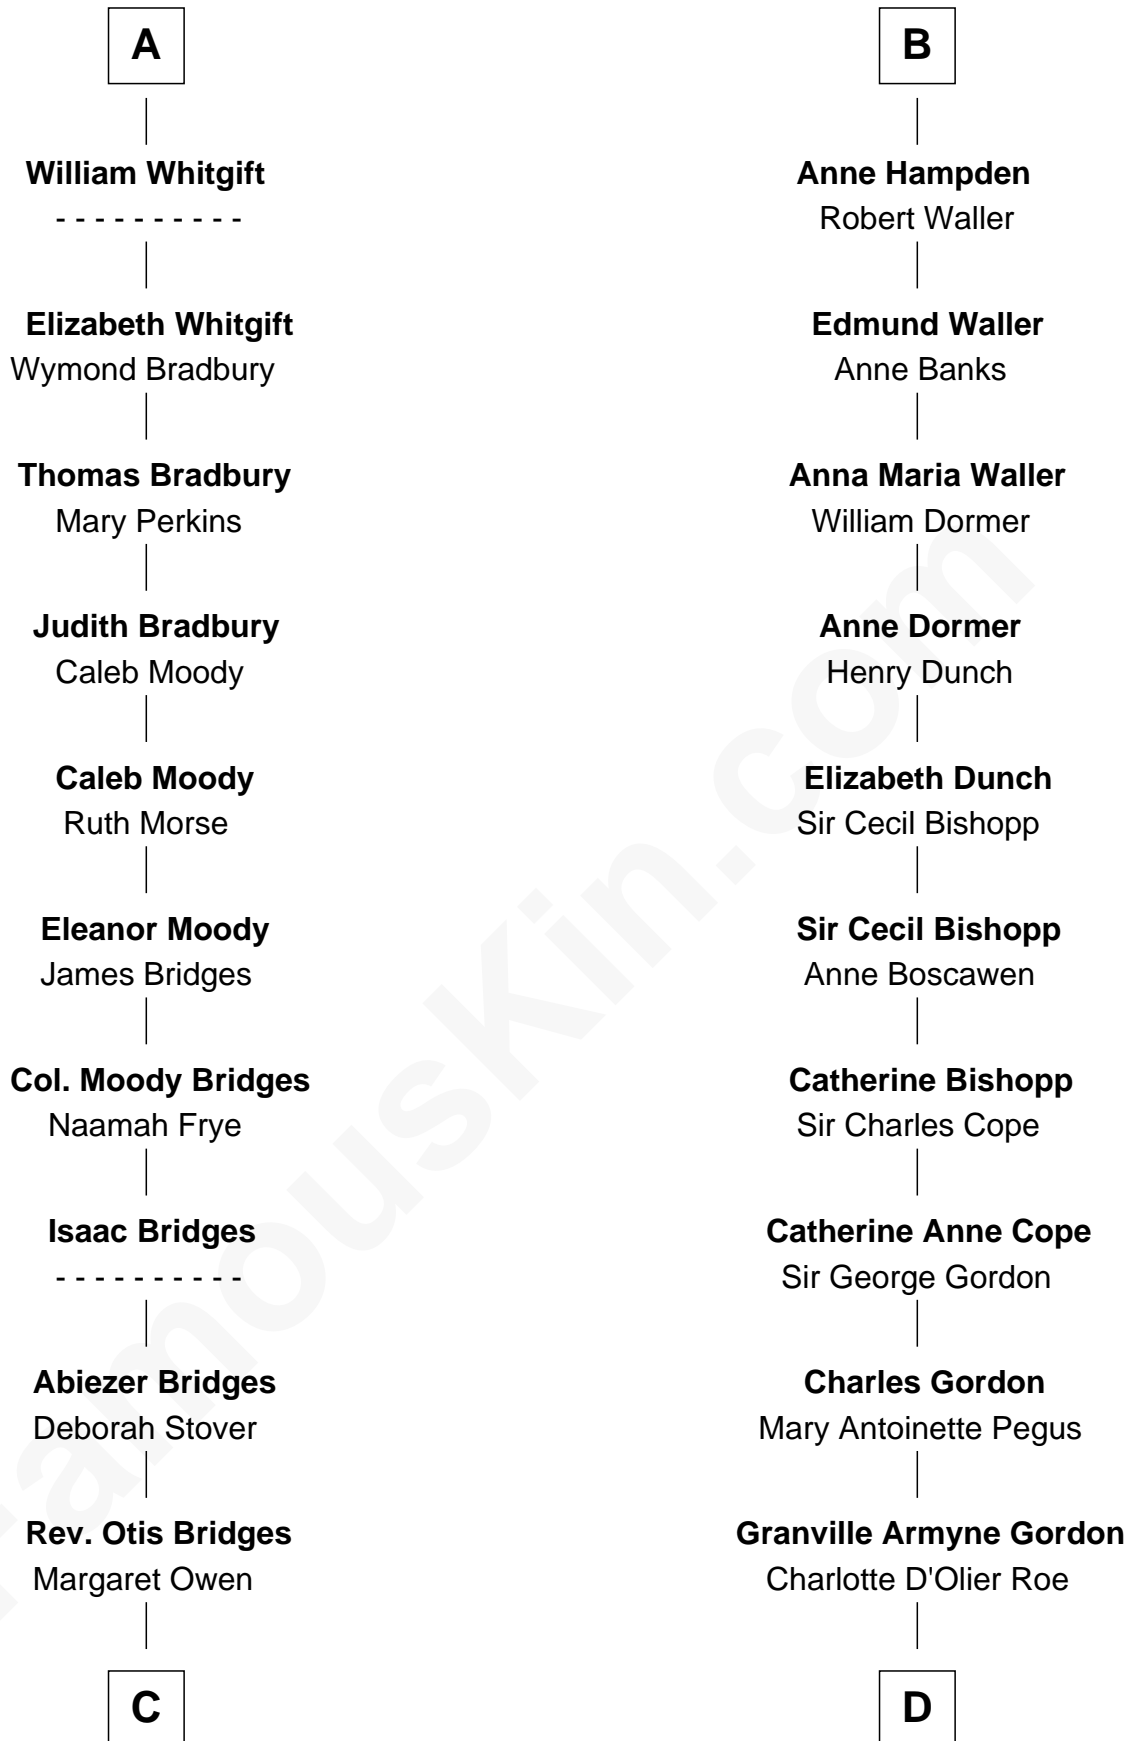 A
William Whitgift
- - - - - - - - - -
Elizabeth Whitgift
Wymond Bradbury
Thomas Bradbury
Mary Perkins
Judith Bradbury
Caleb Moody
Caleb Moody
Ruth Morse
Eleanor Moody
James Bridges
Col. Moody Bridges
Naamah Frye
Isaac Bridges
- - - - - - - - - -
Abiezer Bridges
Deborah Stover
Rev. Otis Bridges
Margaret Owen
C
B
Anne Hampden
Robert Waller
Edmund Waller
Anne Banks
Anna Maria Waller
William Dormer
Anne Dormer
Henry Dunch
Elizabeth Dunch
Sir Cecil Bishopp
Sir Cecil Bishopp
Anne Boscawen
Catherine Bishopp
Sir Charles Cope
Catherine Anne Cope
Sir George Gordon
Charles Gordon
Mary Antoinette Pegus
Granville Armyne Gordon
Charlotte D'Olier Roe
D
FamousKin.com